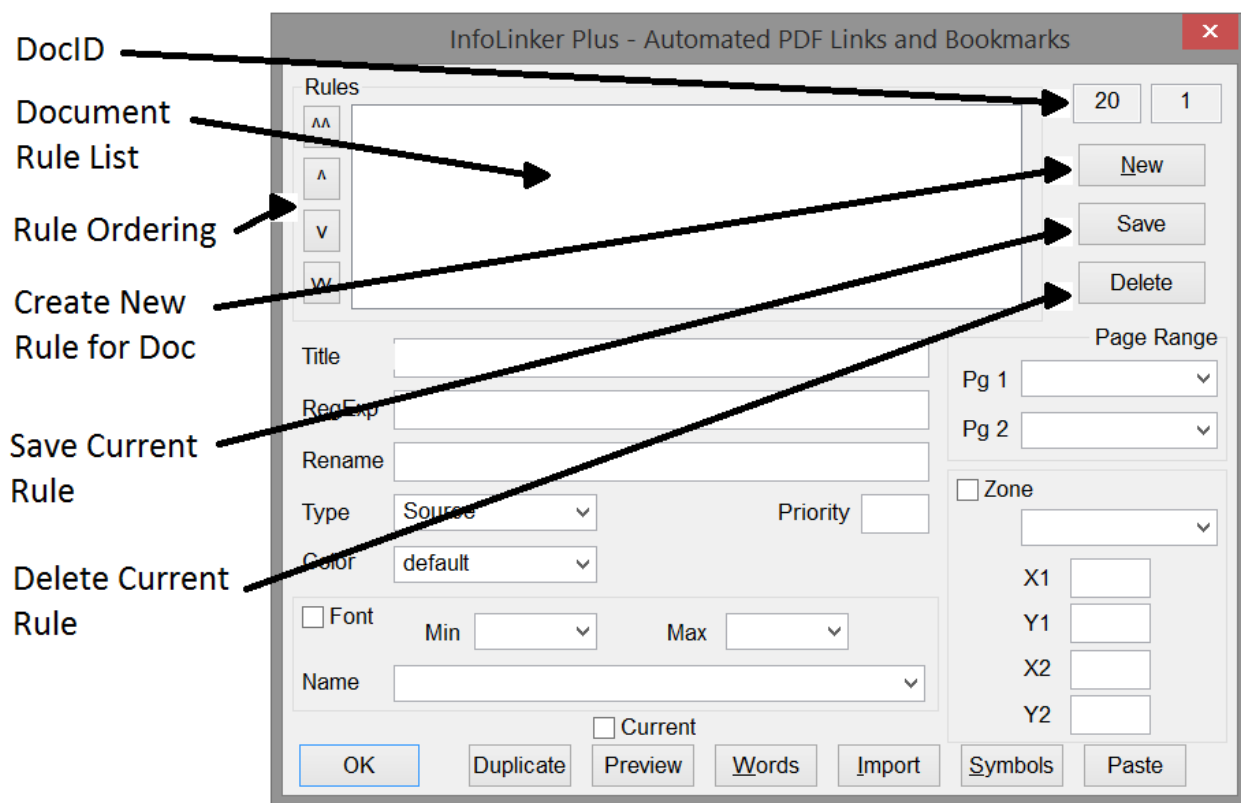 InfoLinker Plus - Automated PDF Links and Bookmarks
x
DocID
Document
Rule List
Rule Ordering
Create New
Rule for Doc
Save Current
Rule
Delete Current
Rule
Rules
^^
^
v
vv
20 1
New
Save
Delete
Title
RegExp
Rename
Type Source Priority
Color default
Page Range
Pg 1
Pg 2
Zone
X1
Y1
X2
Y2
Font Min Max
Name
Current
OK Duplicate Preview Words Import Symbols Paste